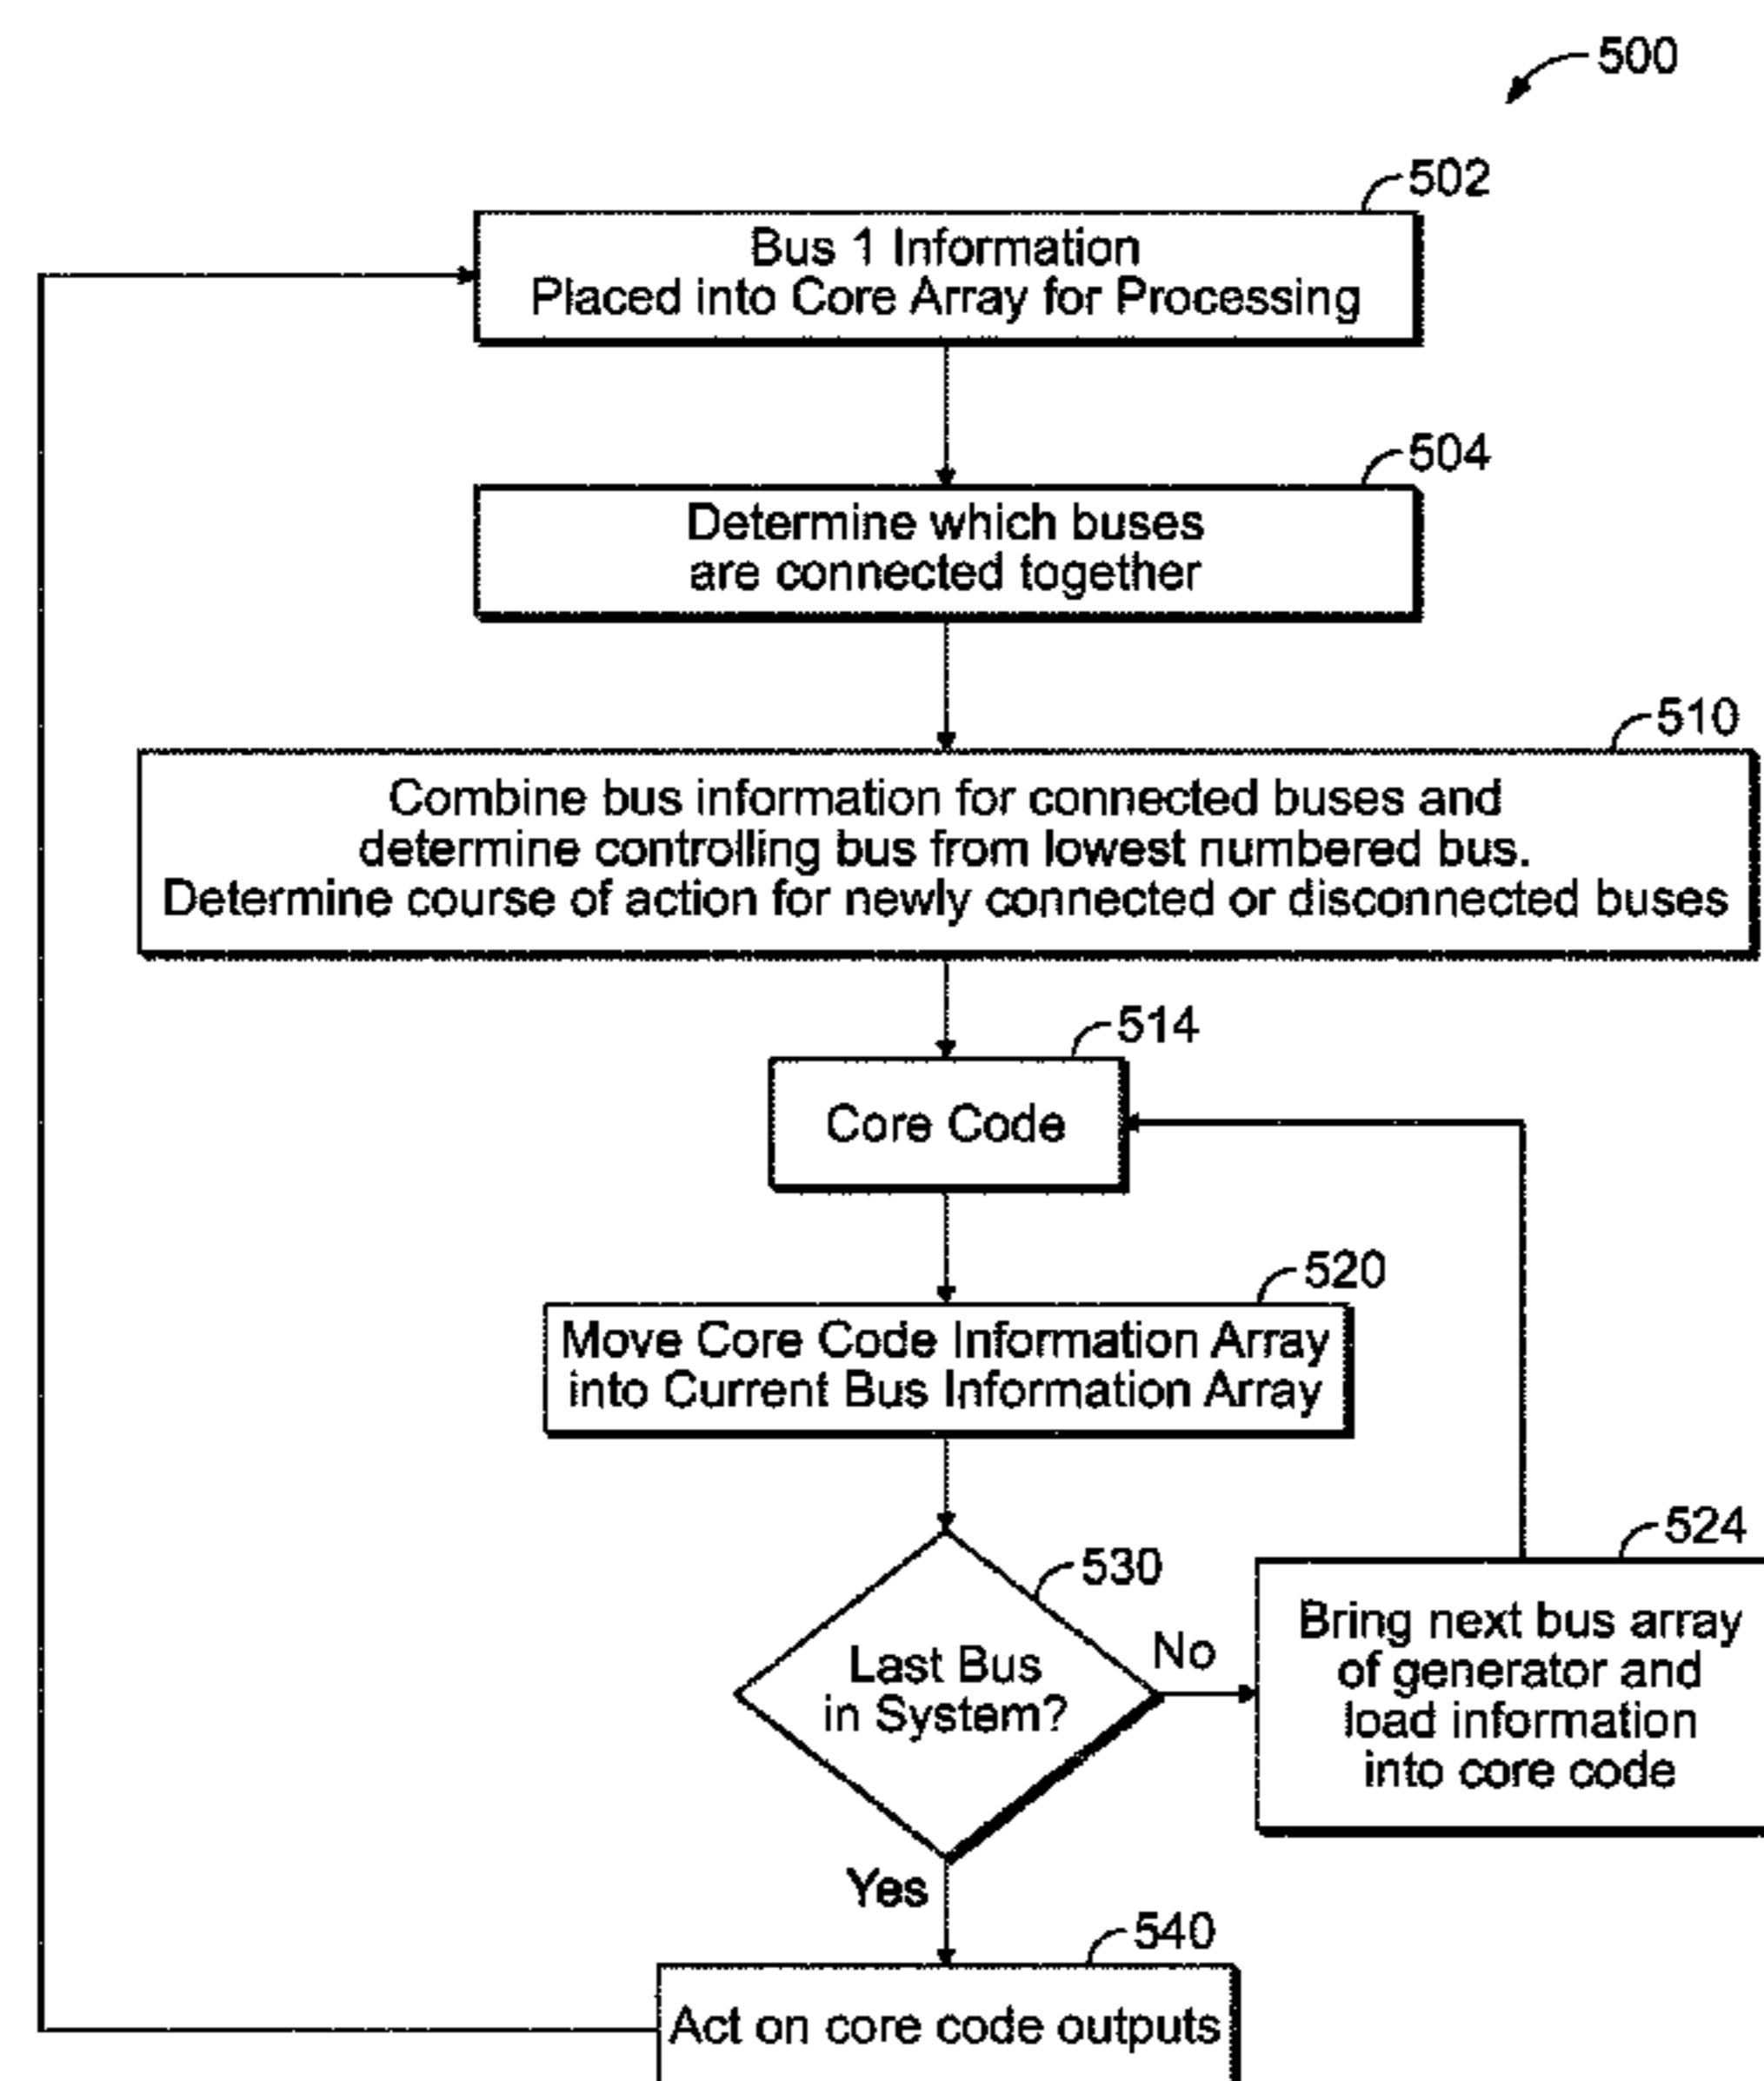 500
502
Bus 1 Information
Placed into Core Array for Processing
504
Determine which buses
are connected together
510
Combine bus information for connected buses and
determine controlling bus from lowest numbered bus.
Determine course of action for newly connected or disconnected buses
514
Core Code
520
Move Core Code Information Array
into Current Bus Information Array
530
Last Bus
in System?
No
524
Bring next bus array
of generator and
load information
into core code
Yes
540
Act on core code outputs